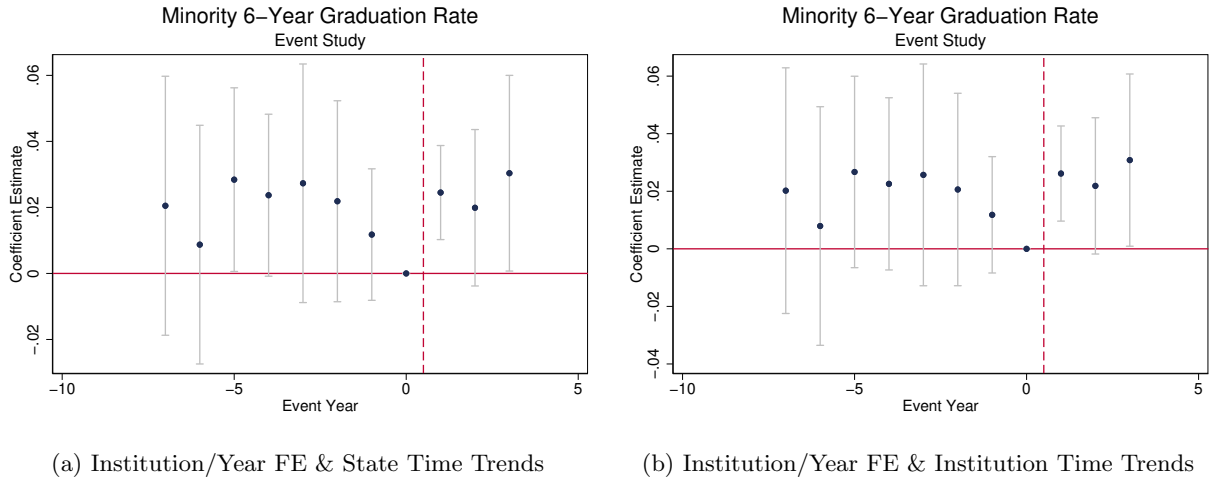 Minority 6−Year Graduation Rate
Event Study
Coefficient Estimate
.06
.04
.02
0
−.02
−10
−5
0
5
Event Year
(a) Institution/Year FE & State Time Trends
Minority 6−Year Graduation Rate
Event Study
Coefficient Estimate
.06
.04
.02
0
−.02
−.04
−10
−5
0
5
Event Year
(b) Institution/Year FE & Institution Time Trends